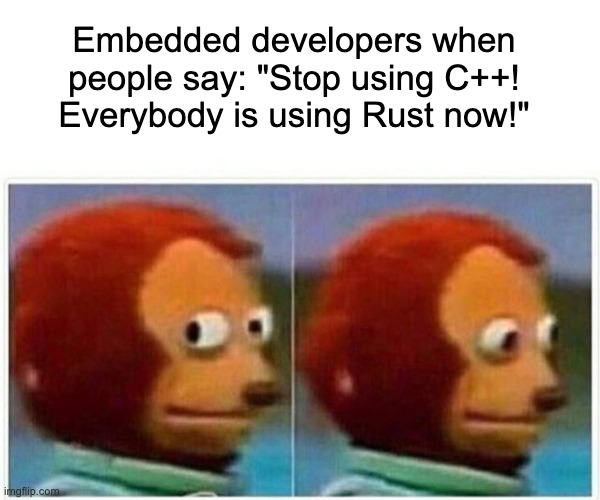 Embedded developers when
people say: "Stop using C++!
Everybody is using Rust now!"
imgflip.com